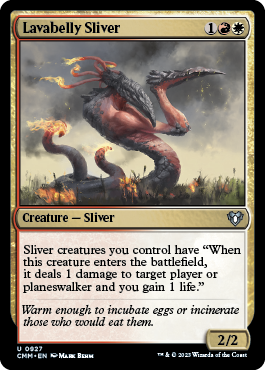 Lavabelly Sliver 1
Creature — Sliver
Sliver creatures you control have “When
this creature enters the battlefield,
it deals 1 damage to target player or
planeswalker and you gain 1 life.”
Warm enough to incubate eggs or incinerate
those who would eat them.
2/2
U 0927
CMM • EN Mark Behm
™ & © 2023 Wizards of the Coast